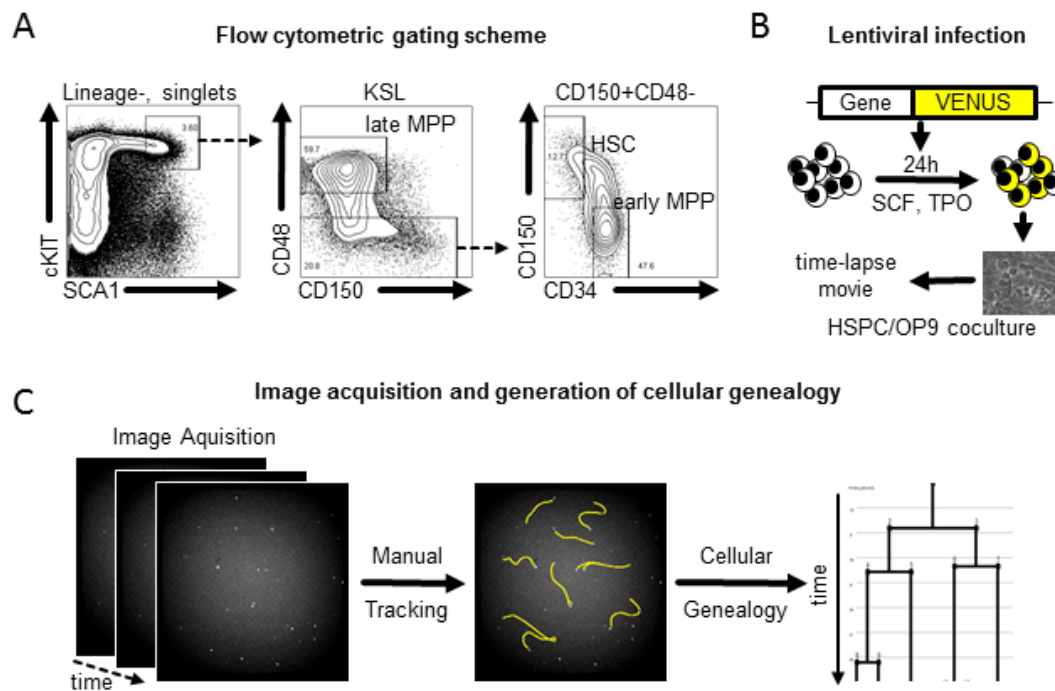 A
Flow cytometric gating scheme
Lineage-, singlets
KSL
CD150+CD48-
3.60
late MPP
59.7
20.8
HSC
12.7
early MPP
47.6
cKIT
SCA1
CD48
CD150
CD150
CD34
B
Lentiviral infection
Gene
VENUS
24h
SCF, TPO
time-lapse
movie
HSPC/OP9 coculture
C
Image acquisition and generation of cellular genealogy
Image Aquisition
time
Manual
Tracking
Cellular
Genealogy
time